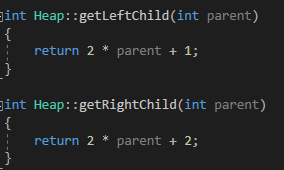 int Heap::getLeftChild(int parent)
{
return 2 * parent + 1;
}
int Heap::getRightChild(int parent)
{
return 2 * parent + 2;
}